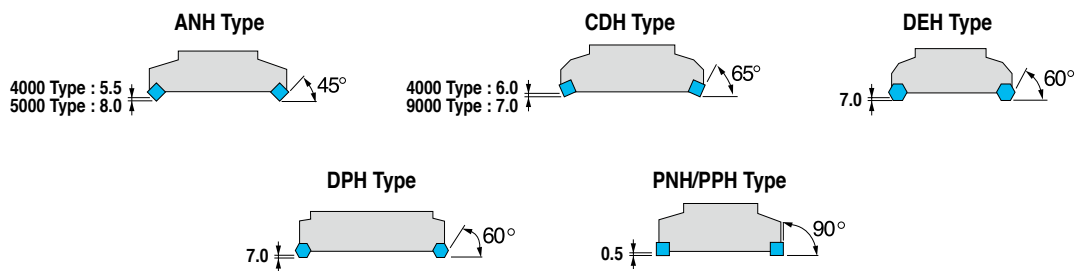 ANH Type
4000 Type : 5.5
5000 Type : 8.0
45°
CDH Type
4000 Type : 6.0
9000 Type : 7.0
65°
DEH Type
7.0
60°
DPH Type
7.0
60°
PNH/PPH Type
0.5
90°